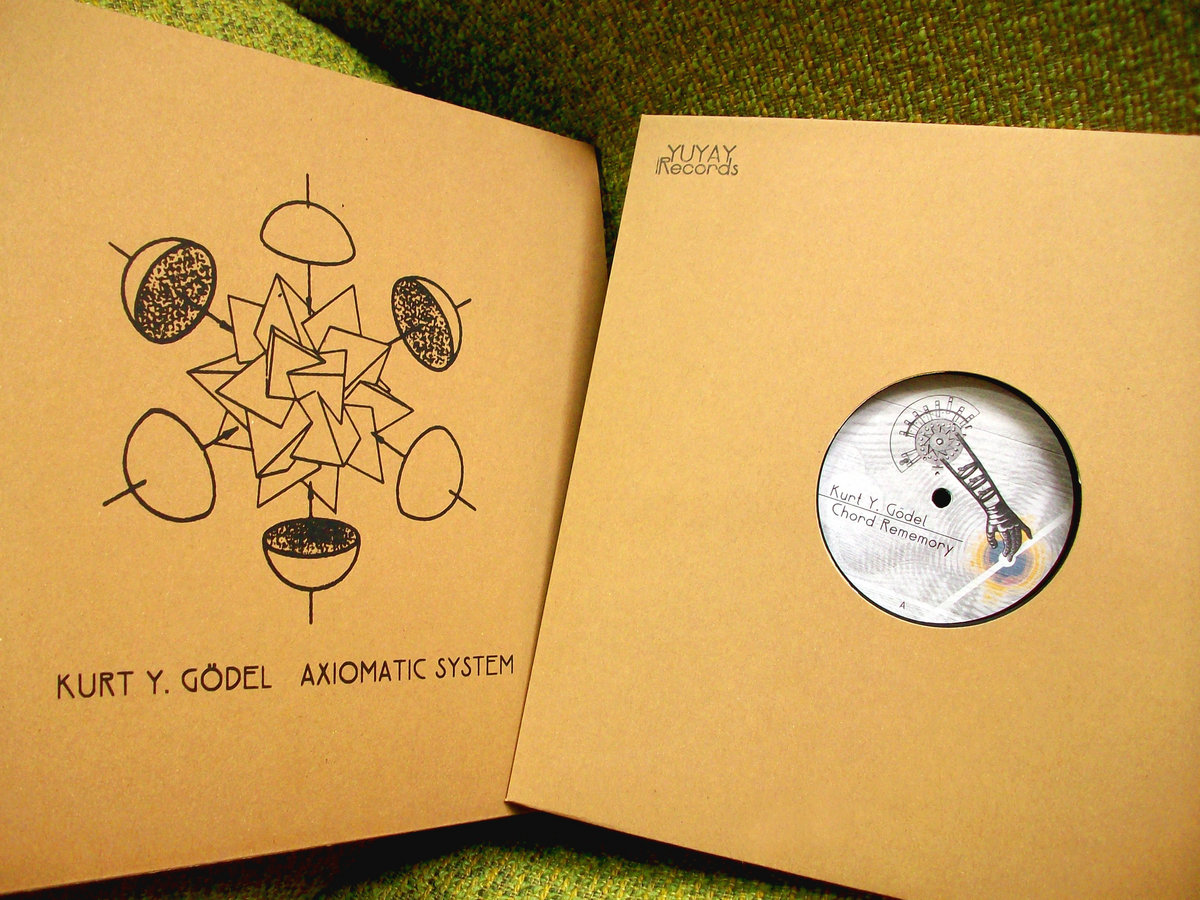 KURT Y. GÖDEL AXIOMATIC SYSTEM
YUYAY
Records
Kurt Y. Gödel
Chord Rememory
A